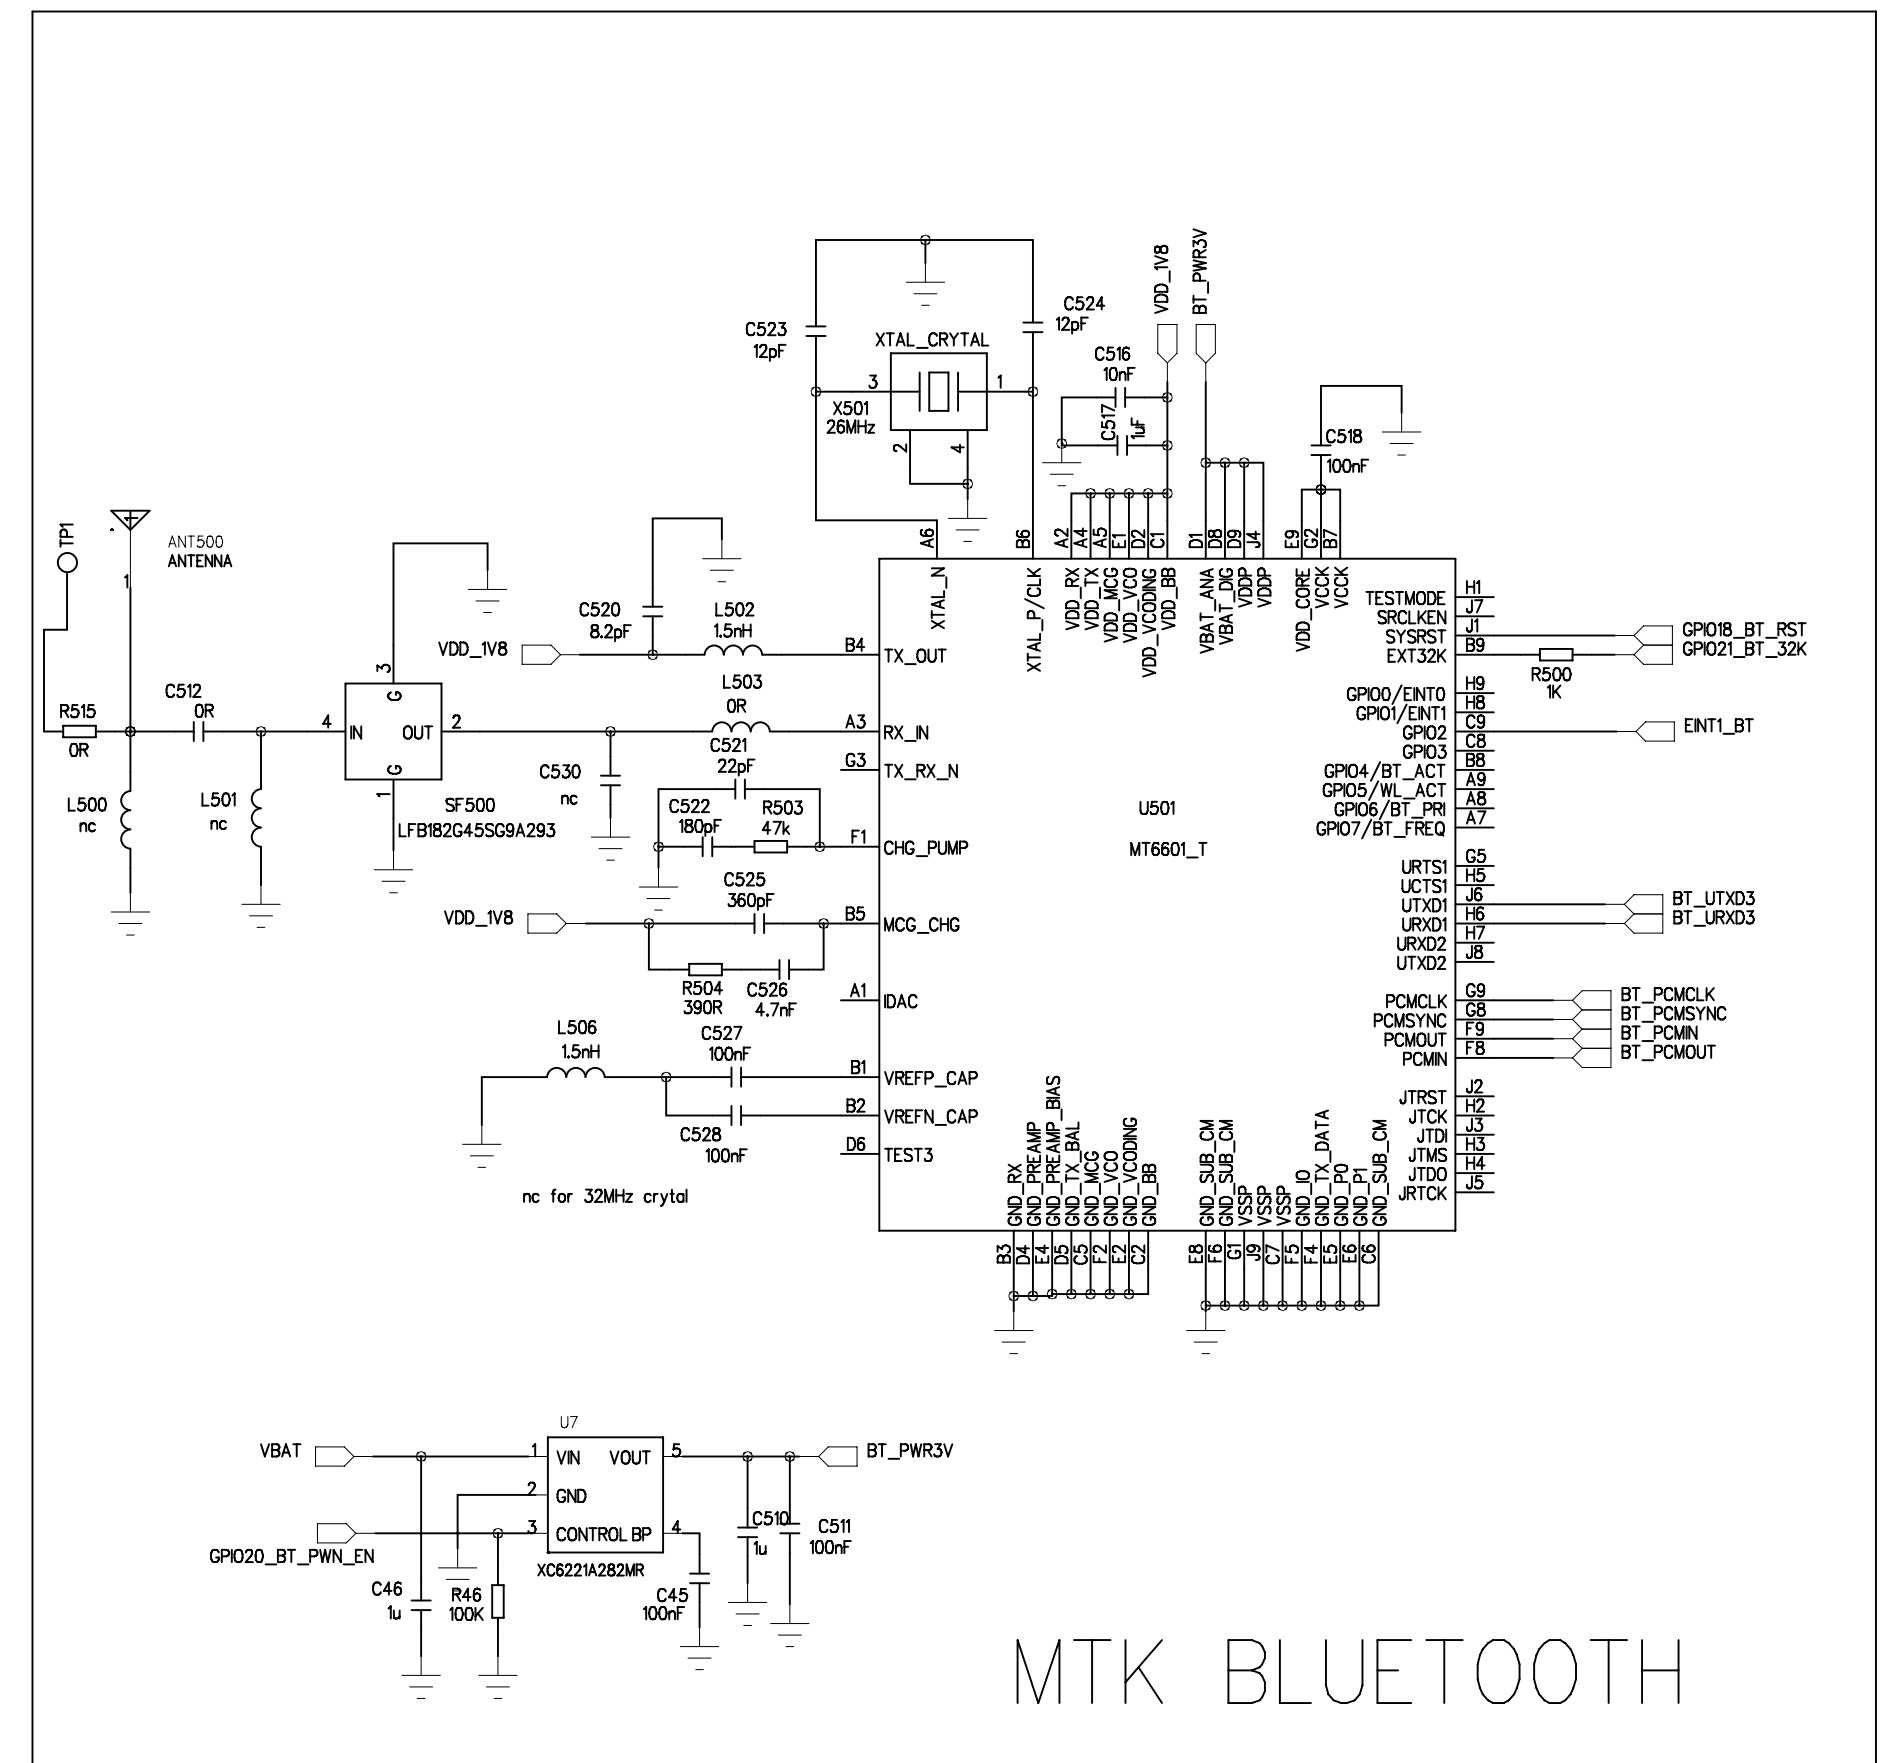 C523
12pF
C524
12pF
XTAL_CRYTAL
3
1
X501
26MHz
2
4
VDD_1V8
BT_PWR3V
C516
10nF
C517
1uF
C518
100nF
TP1
1
ANT500
ANTENNA
1
R515
0R
C512
0R
L500
nc
L501
nc
3
G
4
IN
OUT
2
G
1
SF500
LFB182G45SG9A293
VDD_1V8
C520
8.2pF
L502
1.5nH
L503
0R
C530
nc
C521
22pF
C522
180pF
R503
47k
VDD_1V8
C525
360pF
R504
390R
C526
4.7nF
L506
1.5nH
C527
100nF
C528
100nF
nc for 32MHz crytal
A6
XTAL_N
B6
XTAL_P/CLK
A2
VDD_RX
A4
VDD_TX
A5
VDD_MCG
E1
VDD_VCO
D2
VDD_VCODING
C1
VDD_BB
D1
VBAT_ANA
D8
VBAT_DIG
D9
VDDP
J4
VDDP
E9
VDD_CORE
G2
VCCK
B7
VCCK
B4
TX_OUT
A3
RX_IN
G3
TX_RX_N
F1
CHG_PUMP
B5
MCG_CHG
A1
IDAC
B1
VREFP_CAP
B2
VREFN_CAP
D6
TEST3
U501
MT6601_T
TESTMODE
H1
SRCLKEN
J7
SYSRST
J1
GPIO18_BT_RST
EXT32K
B9
R500
1K
GPIO21_BT_32K
GPIO0/EINT0
H9
GPIO1/EINT1
H8
GPIO2
C9
EINT1_BT
GPIO3
C8
GPIO4/BT_ACT
B8
GPIO5/WL_ACT
A9
GPIO6/BT_PRI
A8
GPIO7/BT_FREQ
A7
URTS1
G5
UCTS1
H5
UTXD1
J6
BT_UTXD3
URXD1
H6
BT_URXD3
URXD2
H7
UTXD2
J8
PCMCLK
G9
BT_PCMCLK
PCMSYNC
G8
BT_PCMSYNC
PCMOUT
F9
BT_PCMIN
PCMIN
F8
BT_PCMOUT
JTRST
J2
JTCK
H2
JTDI
J3
JTMS
H3
JTDO
H4
JRTCK
J5
GND_RX
B3
GND_PREAMP
D4
GND_PREAMP_BIAS
E4
GND_TX_BAL
D5
GND_MCG
C5
GND_VCO
F2
GND_VCODING
E2
GND_BB
C2
GND_SUB_CM
E8
GND_SUB_CM
F6
VSSP
G1
VSSP
J9
VSSP
C7
GND_IO
F5
GND_TX_DATA
F4
GND_P0
E5
GND_P1
E6
GND_SUB_CM
C6
U7
VBAT
1
VIN
VOUT
5
BT_PWR3V
2
GND
3
CONTROL
BP
4
GPIO20_BT_PWN_EN
XC6221A282MR
C46
1u
R46
100K
C45
100nF
C510
1u
C511
100nF
MTK BLUETOOTH